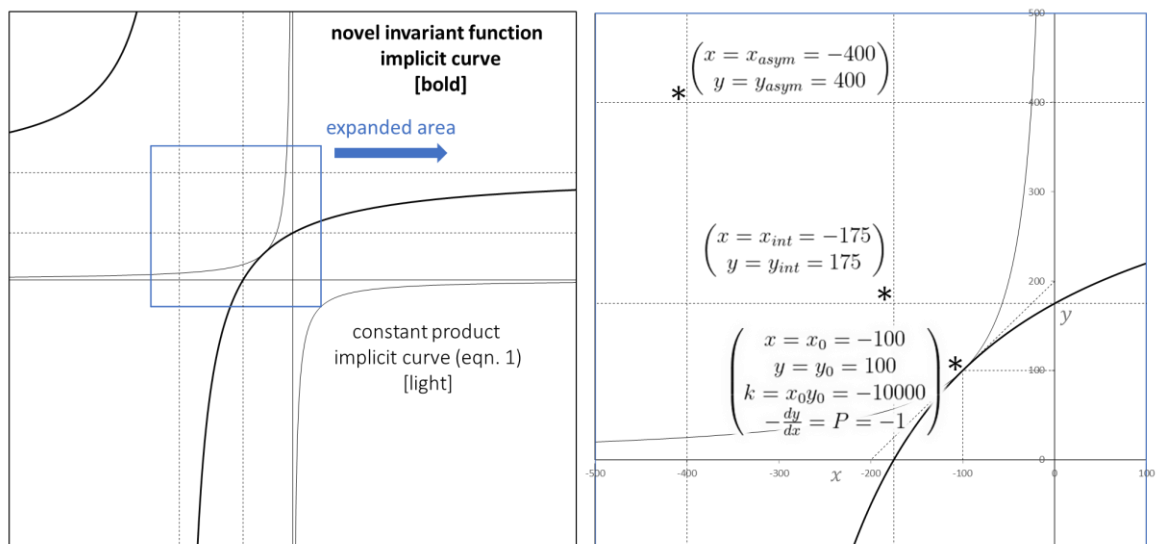 novel invariant function
implicit curve
[bold]
expanded area
constant product
implicit curve (eqn. 1)
[light]
500
x = x_asym = −400
y = y_asym = 400
*
400
300
x = x_int = −175
y = y_int = 175
*
200
y
x = x_0 = −100
y = y_0 = 100
k = x_0y_0 = −10000
−dy/dx = P = −1
*
100
0
-500
-400
-300
-200
-100
0
100
x